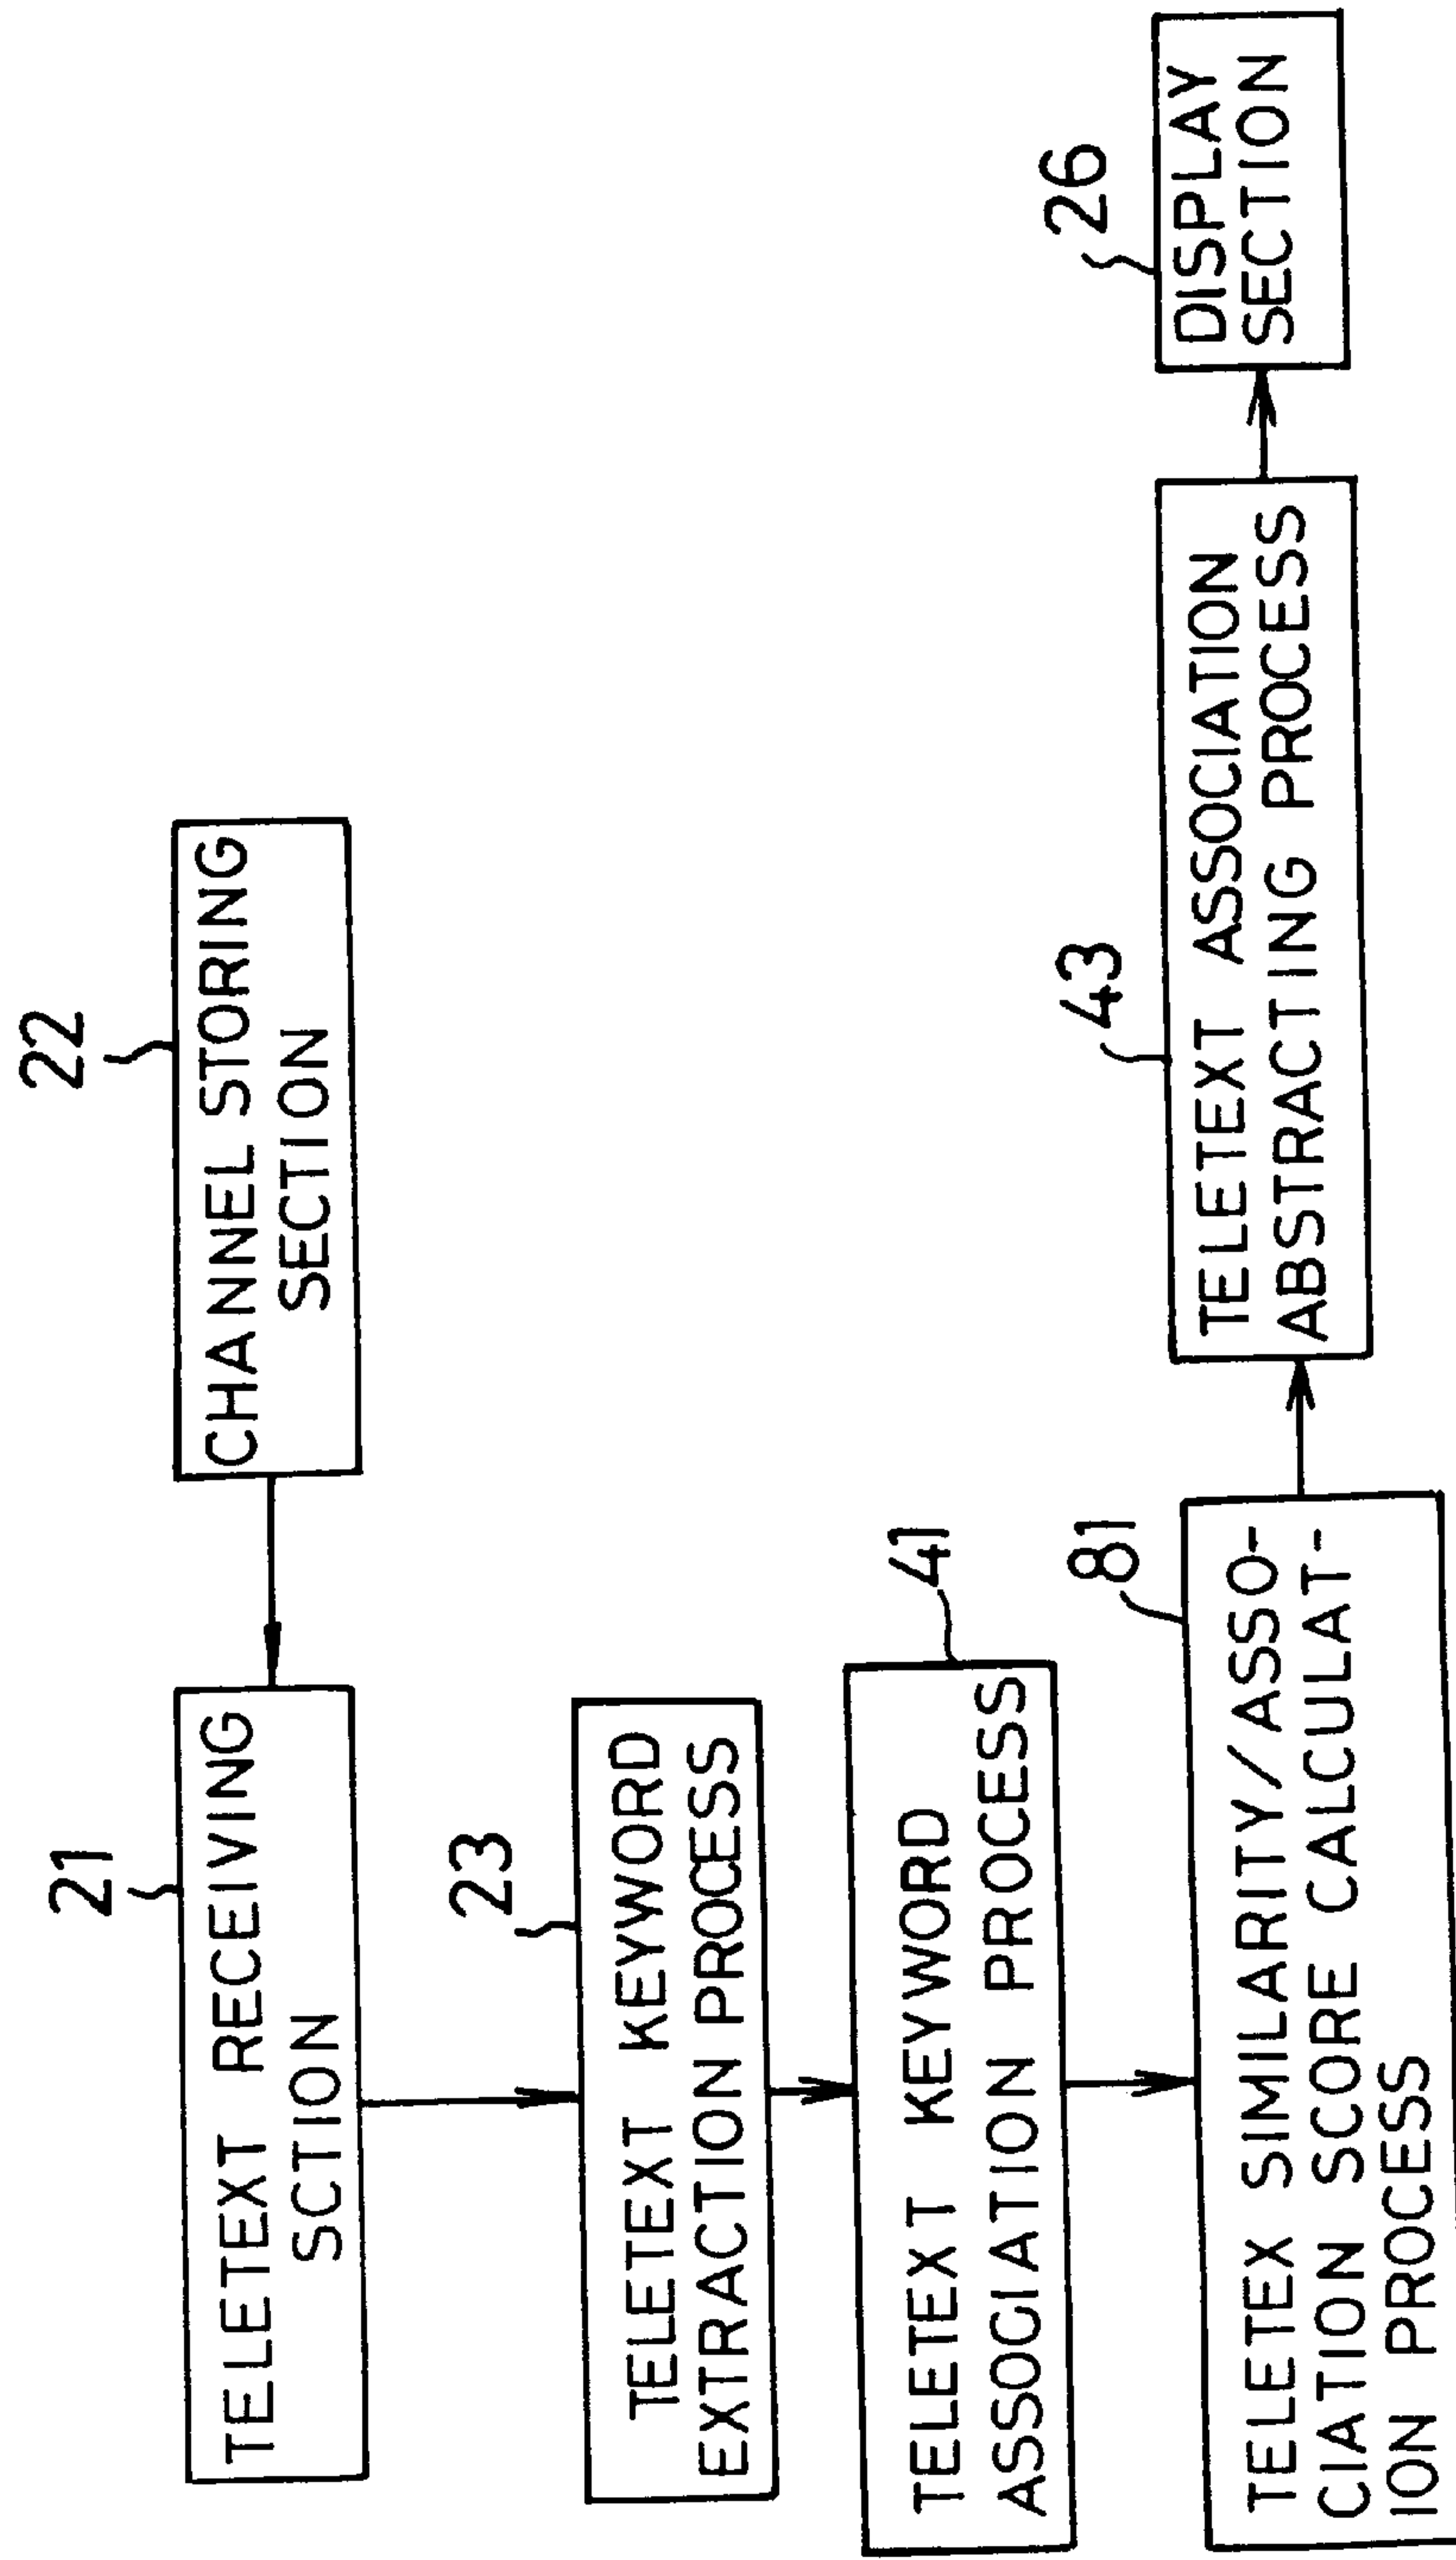 22
CHANNEL STORING
SECTION
21
TELETEXT RECEIVING
SCTION
23
TELETEXT KEYWORD
EXTRACTION PROCESS
41
TELETEXT KEYWORD
ASSOGIATION PROCESS
81
TELETEX SIMILARITY/ASSO-
CIATION SCORE CALCULAT-
ION PROCESS
43
TELETEXT ASSOCIATION
ABSTRACTING PROCESS
26
DISPLAY
SECTION